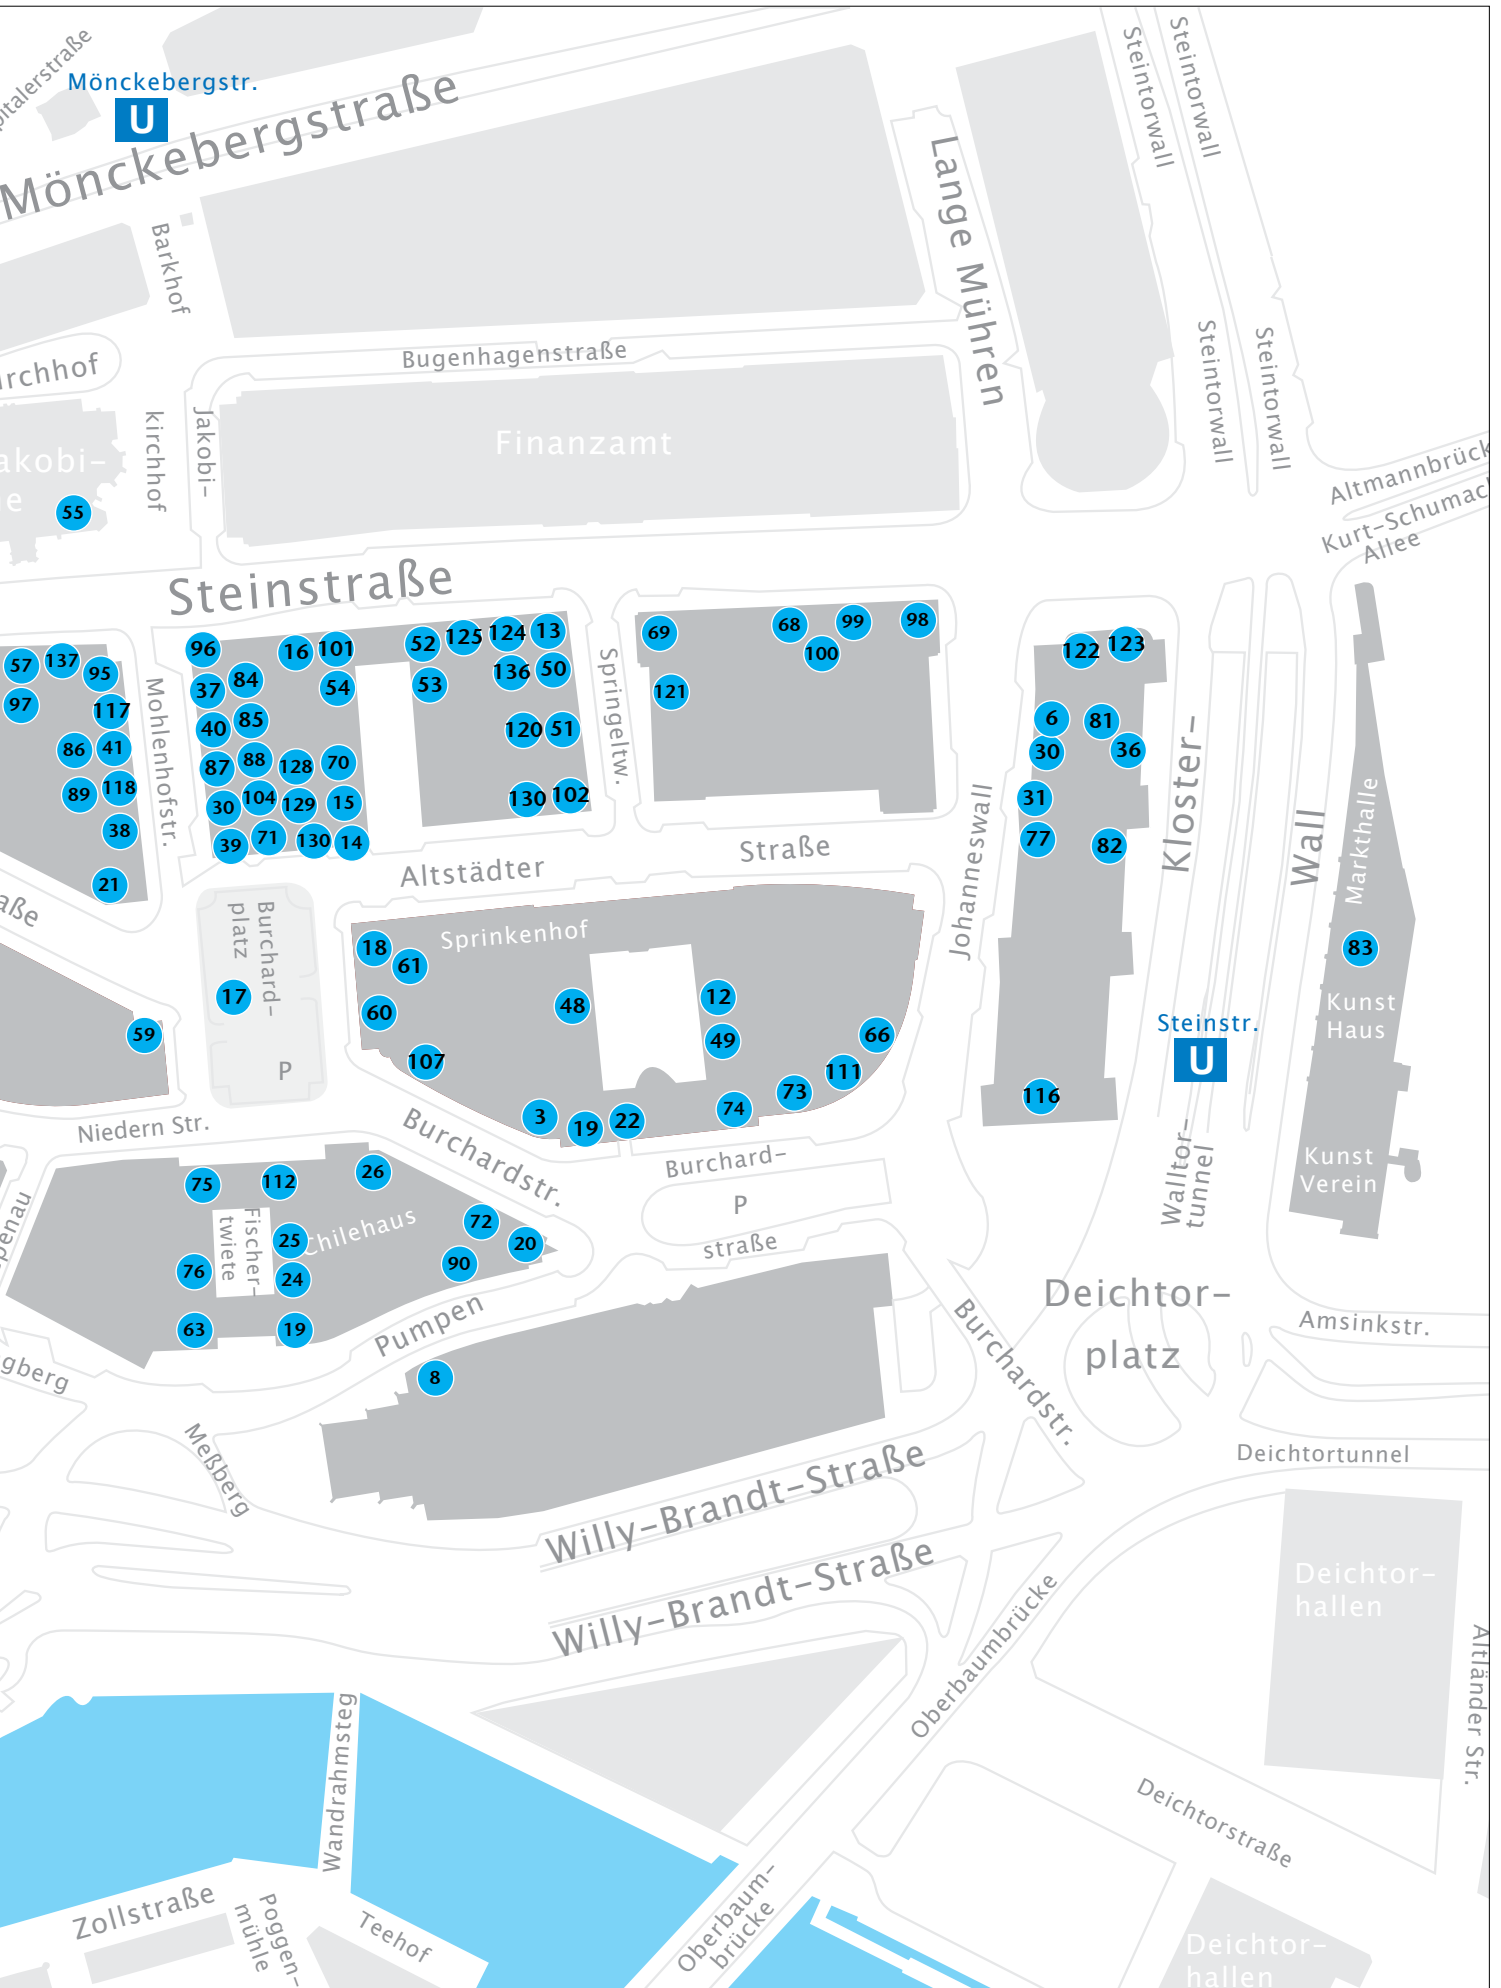 Mönckebergstr.
U
Mönckebergstraße
Barkhof
Lange Mühren
Steintorwall
Steintorwall
Steintorwall
Steintorwall
Bugenhagenstraße
kirchhof
Jakobi-
Finanzamt
55
Altmannbrück
Kurt-Schumac
Allee
Steinstraße
57
137
95
97
117
86
41
89
118
38
21
Mohlenhofstr.
96
16
101
37
84
54
40
85
87
88
128
70
30
104
129
15
39
71
130
14
52
125
124
13
53
136
50
120
51
130
102
Springeltw.
69
68
99
98
100
121
122
123
6
81
30
36
31
77
82
116
Johanneswall
Kloster-
Wall
Markthalle
83
Kunst
Haus
Kunst
Verein
Altstädter
Straße
Burchard-
platz
17
P
59
Sprinkenhof
18
61
60
107
48
12
49
66
111
73
74
3
19
22
Steinstr.
U
Walltor-
tunnel
Niedern Str.
Burchardstr.
Burchard-
P
straße
75
112
26
Fischer-
twiete
Chilehaus
25
24
76
63
19
72
20
90
Pumpen
8
Burchardstr.
Deichtor-
platz
Amsinkstr.
Deichtortunnel
Meßberg
Willy-Brandt-Straße
Willy-Brandt-Straße
Oberbaumbrücke
Deichtor-
hallen
Altländer Str.
Deichtorstraße
Wandrahmsteg
Zollstraße
Poggen-
mühle
Teehof
Oberbaum-
brücke
Deichtor-
hallen